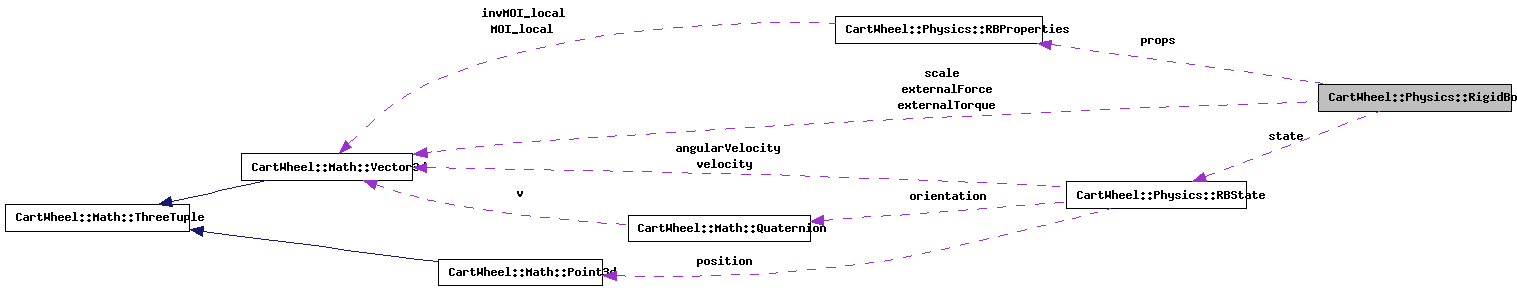 invMOI_local
MOI_local
CartWheel::Physics::RBProperties
props
scale
externalForce
externalTorque
CartWheel::Physics::RigidBo
state
angularVelocity
velocity
CartWheel::Math::Vector3d
v
orientation
CartWheel::Physics::RBState
CartWheel::Math::ThreeTuple
CartWheel::Math::Quaternion
position
CartWheel::Math::Point3d